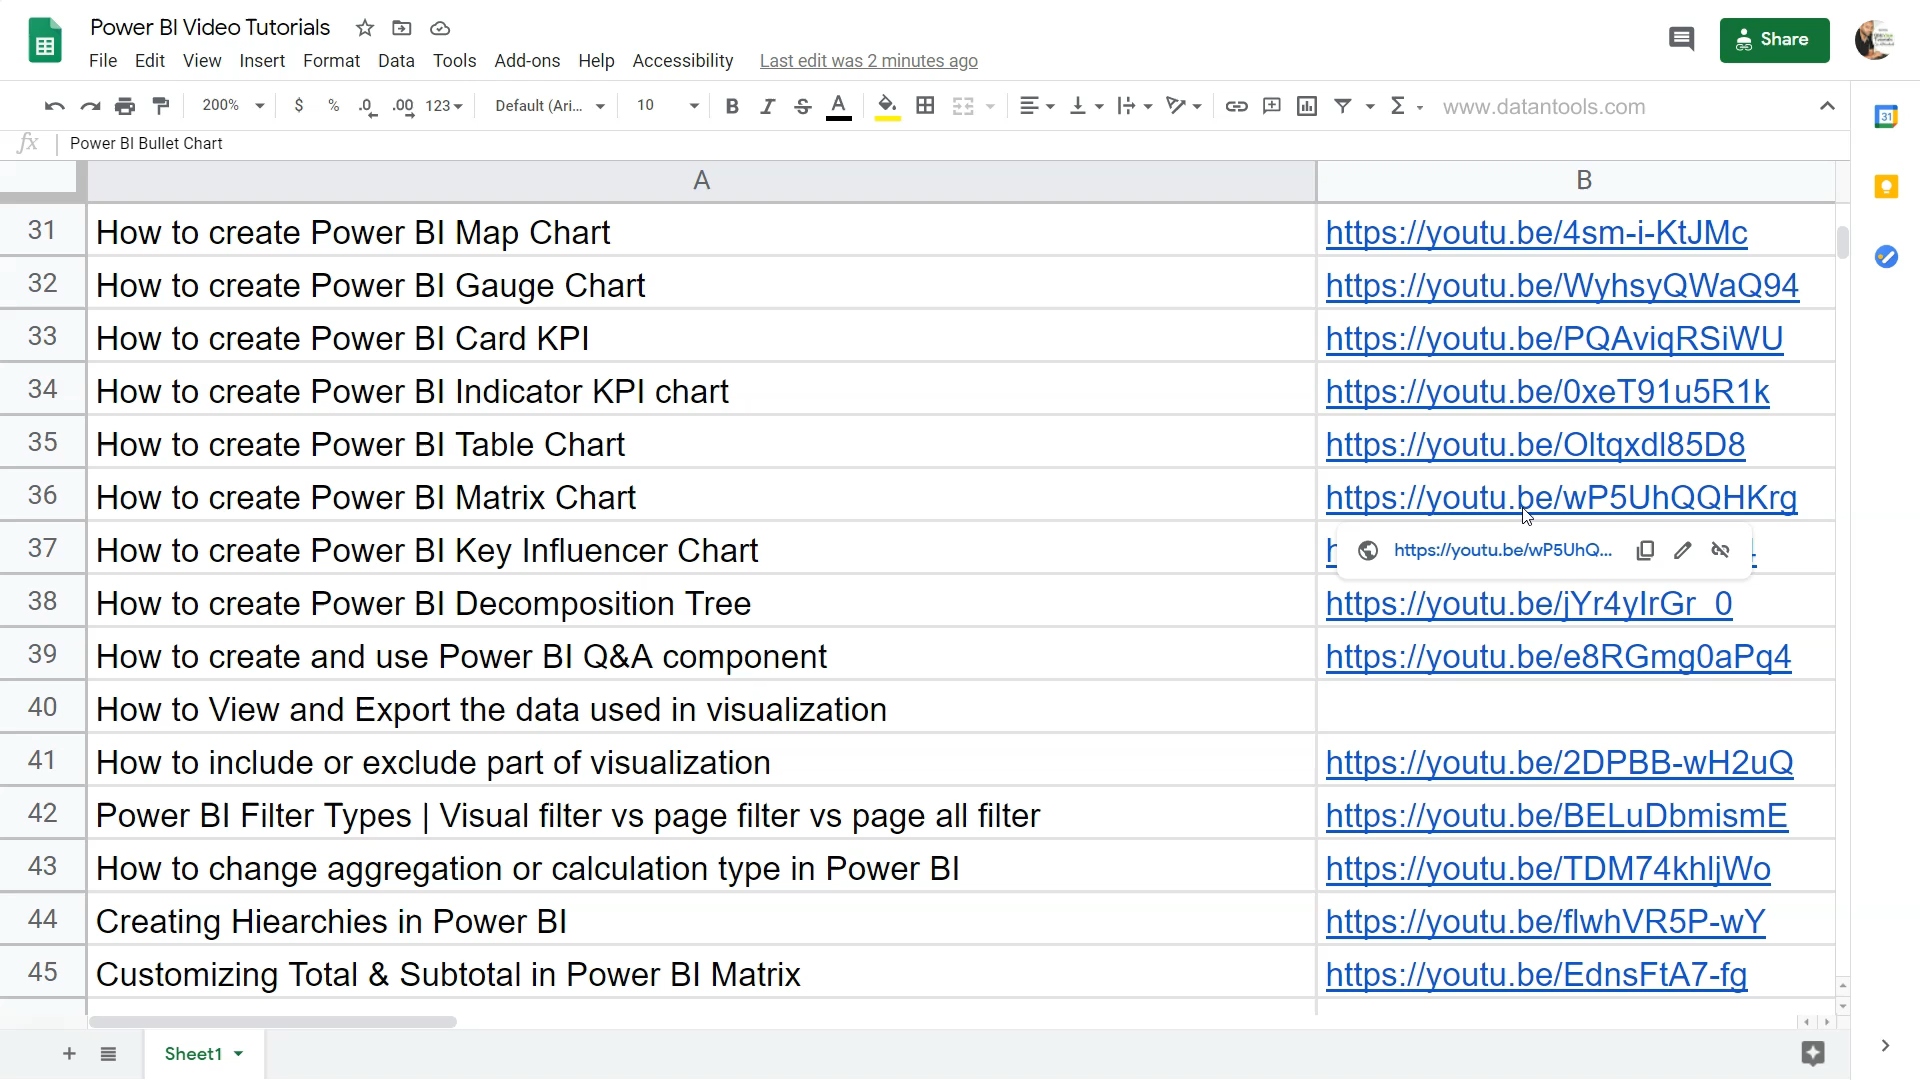 Power BI Video Tutorials
File Edit View Insert Format Data Tools Add-ons Help Accessibility Last edit was 2 minutes ago
Share
200% $ % .0 .00 123 Default (Ari... 10 B I S A Σ www.datantools.com
31
fx Power BI Bullet Chart
A B
31 How to create Power BI Map Chart https://youtu.be/4sm-i-KtJMc
32 How to create Power BI Gauge Chart https://youtu.be/WyhsyQWaQ94
33 How to create Power BI Card KPI https://youtu.be/PQAviqRSiWU
34 How to create Power BI Indicator KPI chart https://youtu.be/0xeT91u5R1k
35 How to create Power BI Table Chart https://youtu.be/Oltqxdl85D8
36 How to create Power BI Matrix Chart https://youtu.be/wP5UhQQHKrg
37 How to create Power BI Key Influencer Chart https://youtu.be/wP5UhQ...
38 How to create Power BI Decomposition Tree https://youtu.be/jYr4yIrGr_0
39 How to create and use Power BI Q&A component https://youtu.be/e8RGmg0aPq4
40 How to View and Export the data used in visualization
41 How to include or exclude part of visualization https://youtu.be/2DPBB-wH2uQ
42 Power BI Filter Types | Visual filter vs page filter vs page all filter https://youtu.be/BELuDbmismE
43 How to change aggregation or calculation type in Power BI https://youtu.be/TDM74khljWo
44 Creating Hiearchies in Power BI https://youtu.be/flwhVR5P-wY
45 Customizing Total & Subtotal in Power BI Matrix https://youtu.be/EdnsFtA7-fg
Sheet1